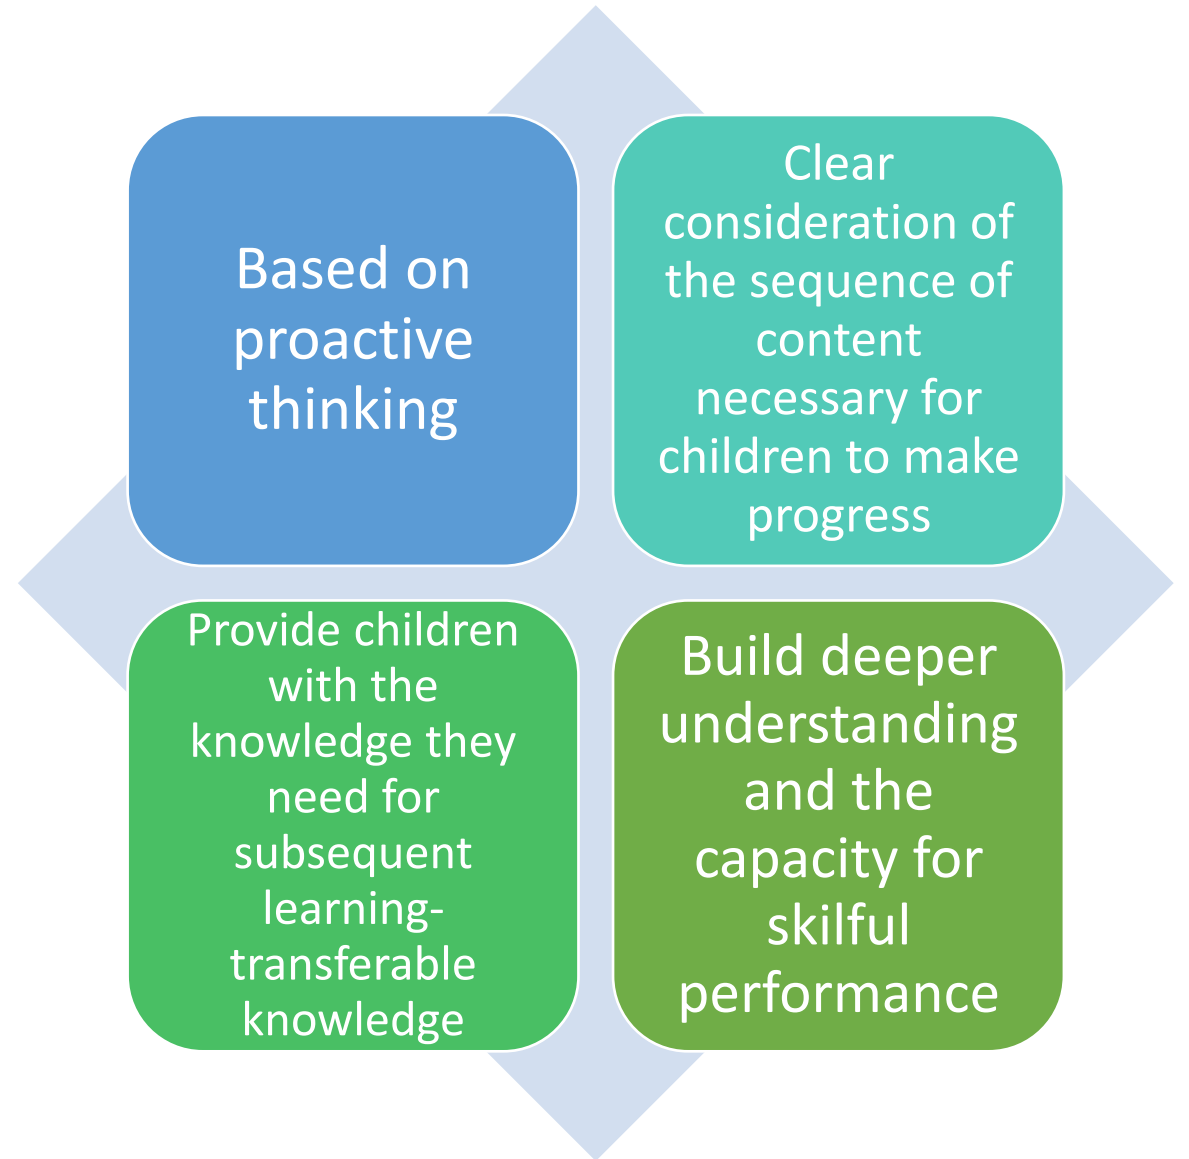 Based on
proactive
thinking
Clear
consideration of
the sequence of
content
necessary for
children to make
progress
Provide children
with the
knowledge they
need for
subsequent
learning-
transferable
knowledge
Build deeper
understanding
and the
capacity for
skilful
performance